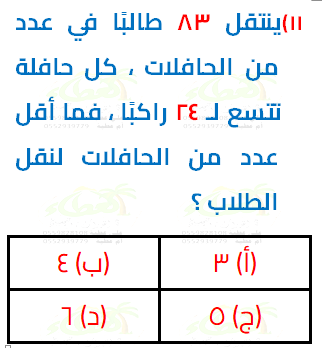 ١١) ينتقل ٨٣ طالبًا في عدد
من الحافلات ، كل حافلة
تتسع لـ ٢٤ راكبًا ، فما أقل
عدد من الحافلات لنقل
الطلاب ؟
(أ) ٣
(ب) ٤
(ج) ٥
(د) ٦